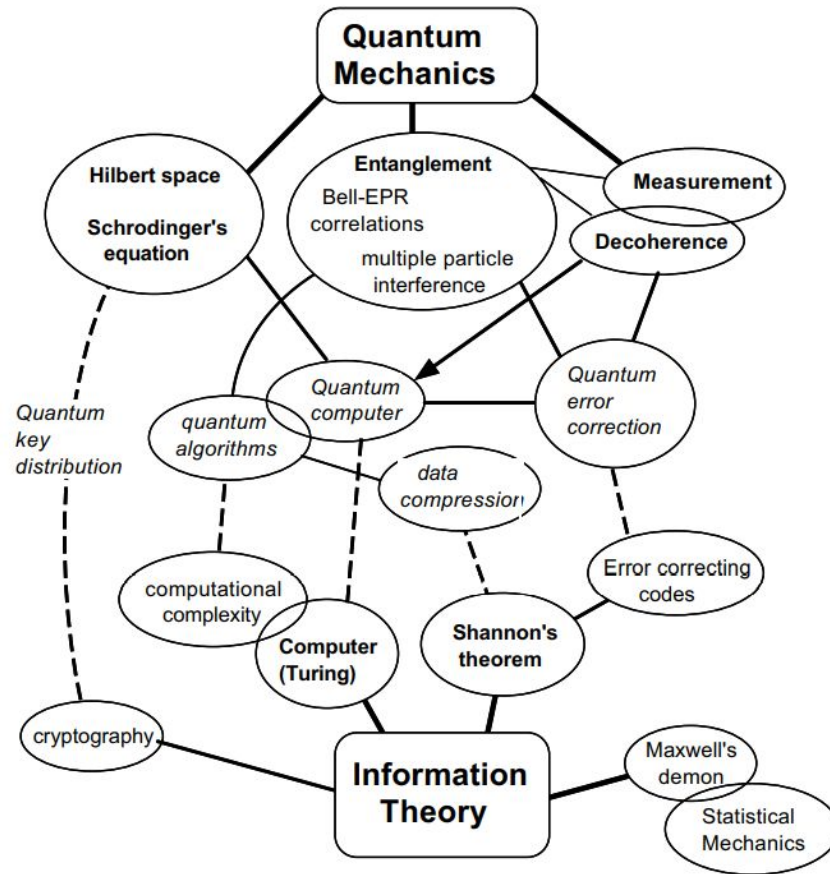 Quantum
Mechanics
Hilbert space
Schrodinger's
equation
Entanglement
Bell-EPR
correlations
multiple particle
interference
Measurement
Decoherence
Quantum
key
distribution
quantum
algorithms
Quantum
computer
Quantum
error
correction
data
compression
computational
complexity
Computer
(Turing)
Shannon's
theorem
Error correcting
codes
cryptography
Information
Theory
Maxwell's
demon
Statistical
Mechanics